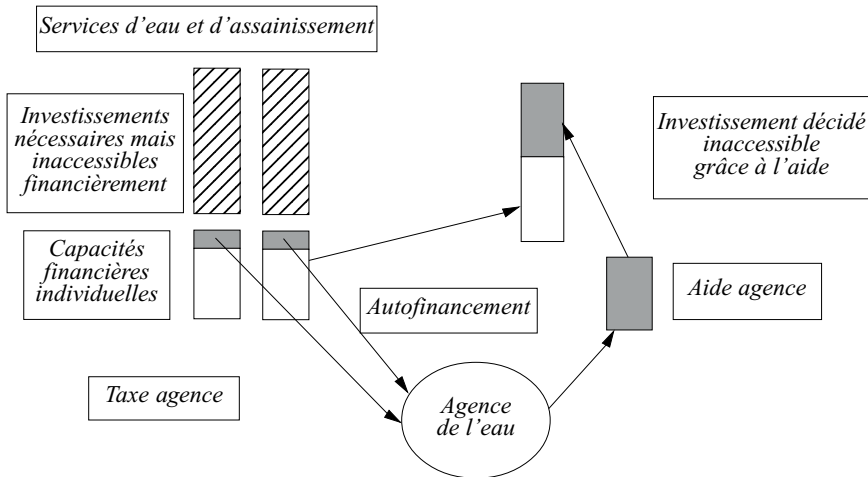 Services d'eau et d'assainissement
Investissements
nécessaires mais
inaccessibles
financièrement
Investissement décidé
inaccessible
grâce à l'aide
Capacités
financières
individuelles
Autofinancement
Aide agence
Taxe agence
Agence
de l'eau